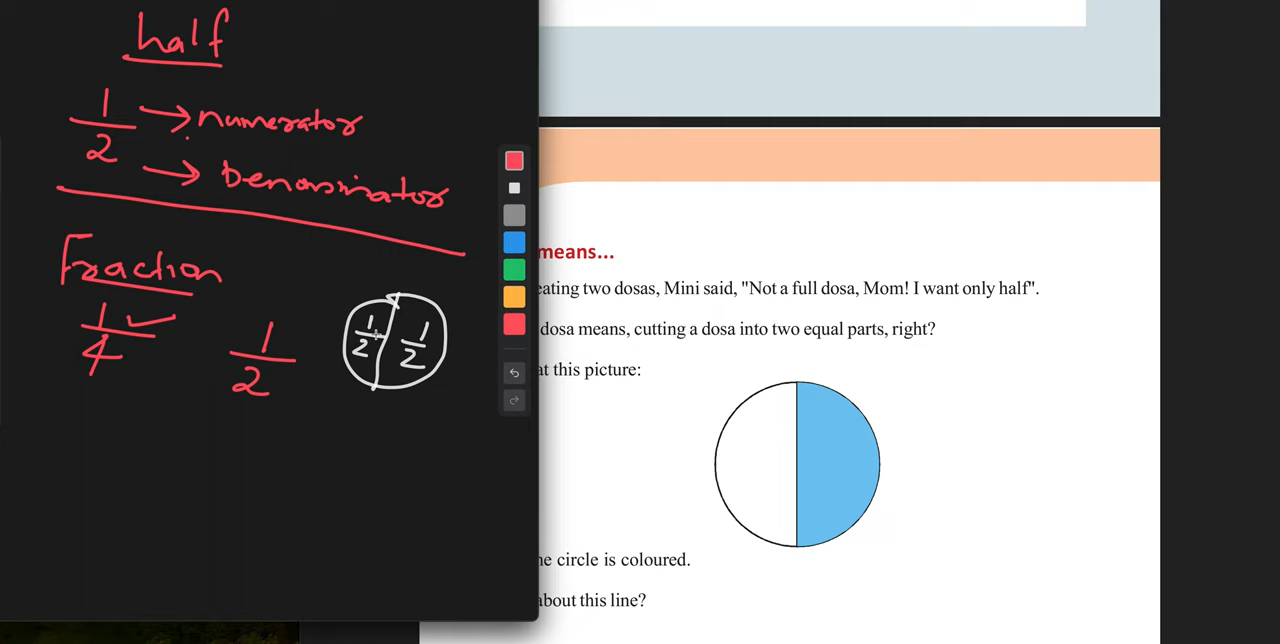 half
1/2 → numerator
→ Denominator
Fraction
1/4 1/2 1/2 1/2
means...
eating two dosas, Mini said, "Not a full dosa, Mom! I want only half".
dosa means, cutting a dosa into two equal parts, right?
at this picture:
he circle is coloured.
about this line?